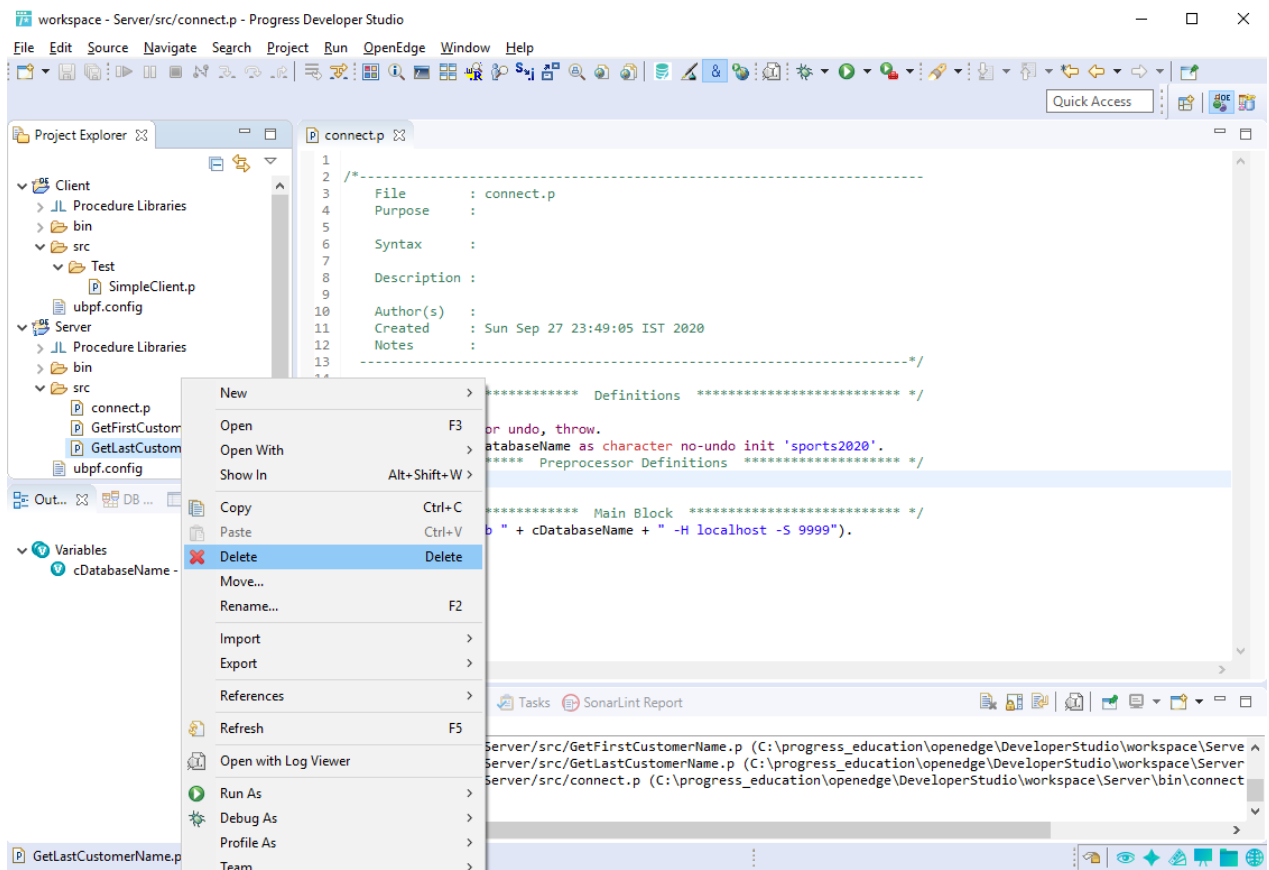 workspace - Server/src/connect.p - Progress Developer Studio
File Edit Source Navigate Search Project Run OpenEdge Window Help
Quick Access
Project Explorer
Client
Procedure Libraries
bin
src
Test
SimpleClient.p
ubpf.config
Server
Procedure Libraries
bin
src
connect.p
GetFirstCustom
GetLastCustom
ubpf.config
Out... DB ...
Variables
cDatabaseName -
connect.p
1
2 /*------------------------------------------------------------------------
3 File : connect.p
4 Purpose :
5
6 Syntax :
7
8 Description :
9
10 Author(s) :
11 Created : Sun Sep 27 23:49:05 IST 2020
12 Notes :
13 ----------------------------------------------------------------------*/
14
************ Definitions ************************** */
or undo, throw.
atabaseName as character no-undo init 'sports2020'.
***** Preprocessor Definitions ******************** */
************ Main Block *************************** */
b " + cDatabaseName + " -H localhost -S 9999").
New
Open F3
Open With
Show In Alt+Shift+W
Copy Ctrl+C
Paste Ctrl+V
Delete Delete
Move...
Rename... F2
Import
Export
References
Refresh F5
Open with Log Viewer
Run As
Debug As
Profile As
Team
Tasks SonarLint Report
Server/src/GetFirstCustomerName.p (C:\progress_education\openedge\DeveloperStudio\workspace\Serve
Server/src/GetLastCustomerName.p (C:\progress_education\openedge\DeveloperStudio\workspace\Server
Server/src/connect.p (C:\progress_education\openedge\DeveloperStudio\workspace\Server\bin\connect
GetLastCustomerName.p